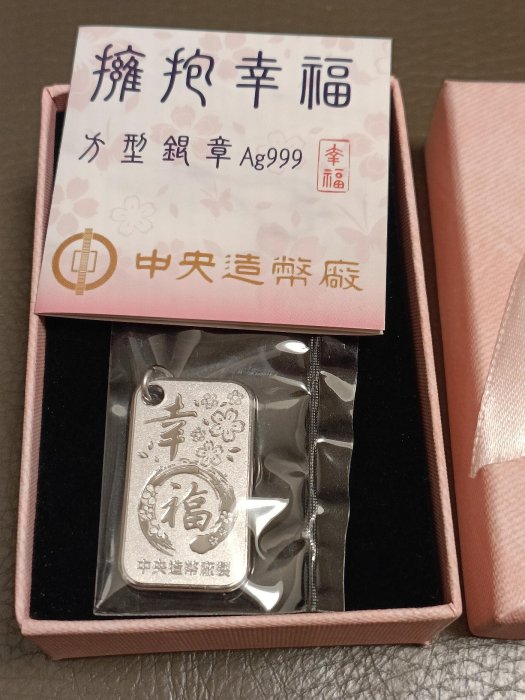 擁抱幸福
方型銀章 Ag999
幸福
中
中央造幣廠
幸
福
中央造幣廠製